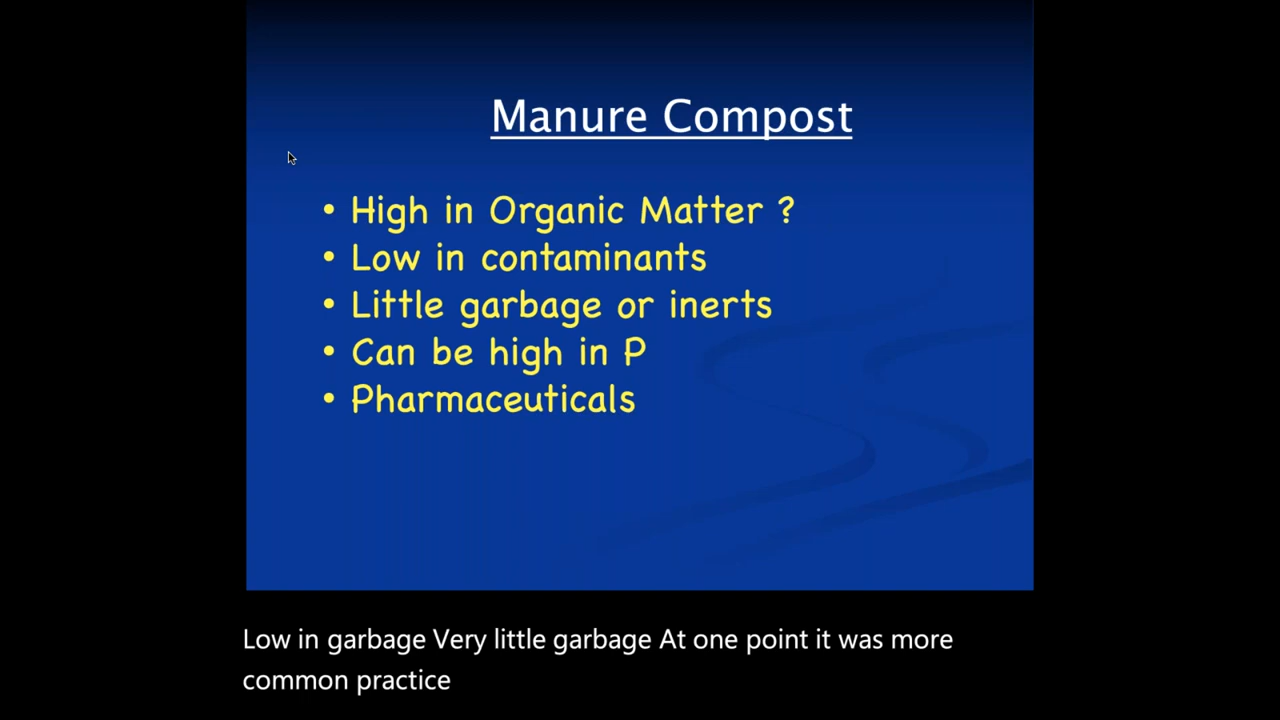 Manure Compost
• High in Organic Matter ?
• Low in contaminants
• Little garbage or inerts
• Can be high in P
• Pharmaceuticals
Low in garbage Very little garbage At one point it was more
common practice